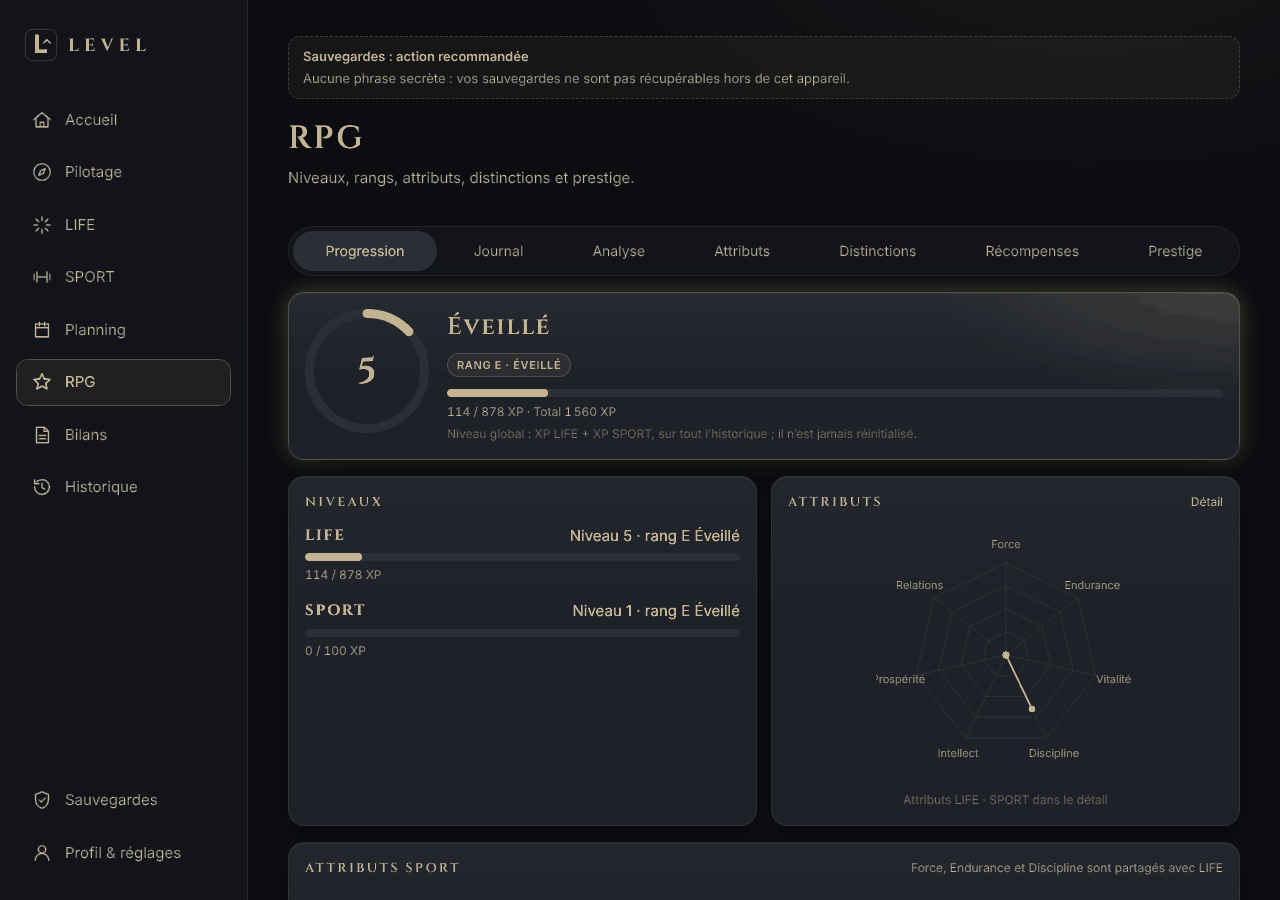 LEVEL
Accueil
Pilotage
LIFE
SPORT
Planning
RPG
Bilans
Historique
Sauvegardes
Profil & réglages
Sauvegardes : action recommandée
Aucune phrase secrète : vos sauvegardes ne sont pas récupérables hors de cet appareil.
RPG
Niveaux, rangs, attributs, distinctions et prestige.
Progression Journal Analyse Attributs Distinctions Récompenses Prestige
5
ÉVEILLÉ
RANG E · ÉVEILLÉ
114 / 878 XP · Total 1 560 XP
Niveau global : XP LIFE + XP SPORT, sur tout l'historique ; il n'est jamais réinitialisé.
NIVEAUX
LIFE Niveau 5 · rang E Éveillé
114 / 878 XP
SPORT Niveau 1 · rang E Éveillé
0 / 100 XP
ATTRIBUTS Détail
Force
Relations Endurance
Prospérité Vitalité
Intellect Discipline
Attributs LIFE · SPORT dans le détail
ATTRIBUTS SPORT Force, Endurance et Discipline sont partagés avec LIFE